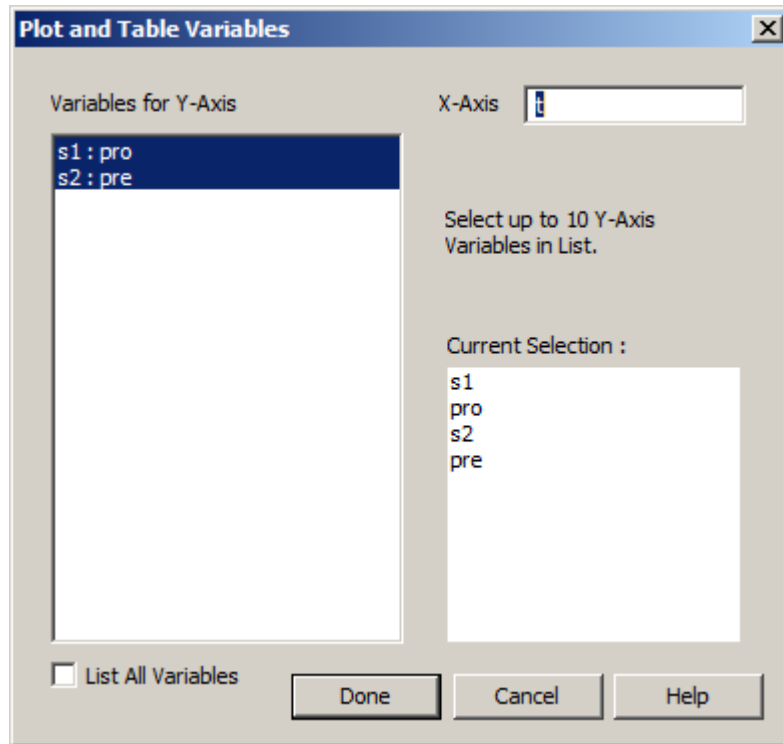 Plot and Table Variables
Variables for Y-Axis
X-Axis
t
s1 : pro
s2 : pre
Select up to 10 Y-Axis
Variables in List.
Current Selection :
s1
pro
s2
pre
List All Variables
Done
Cancel
Help